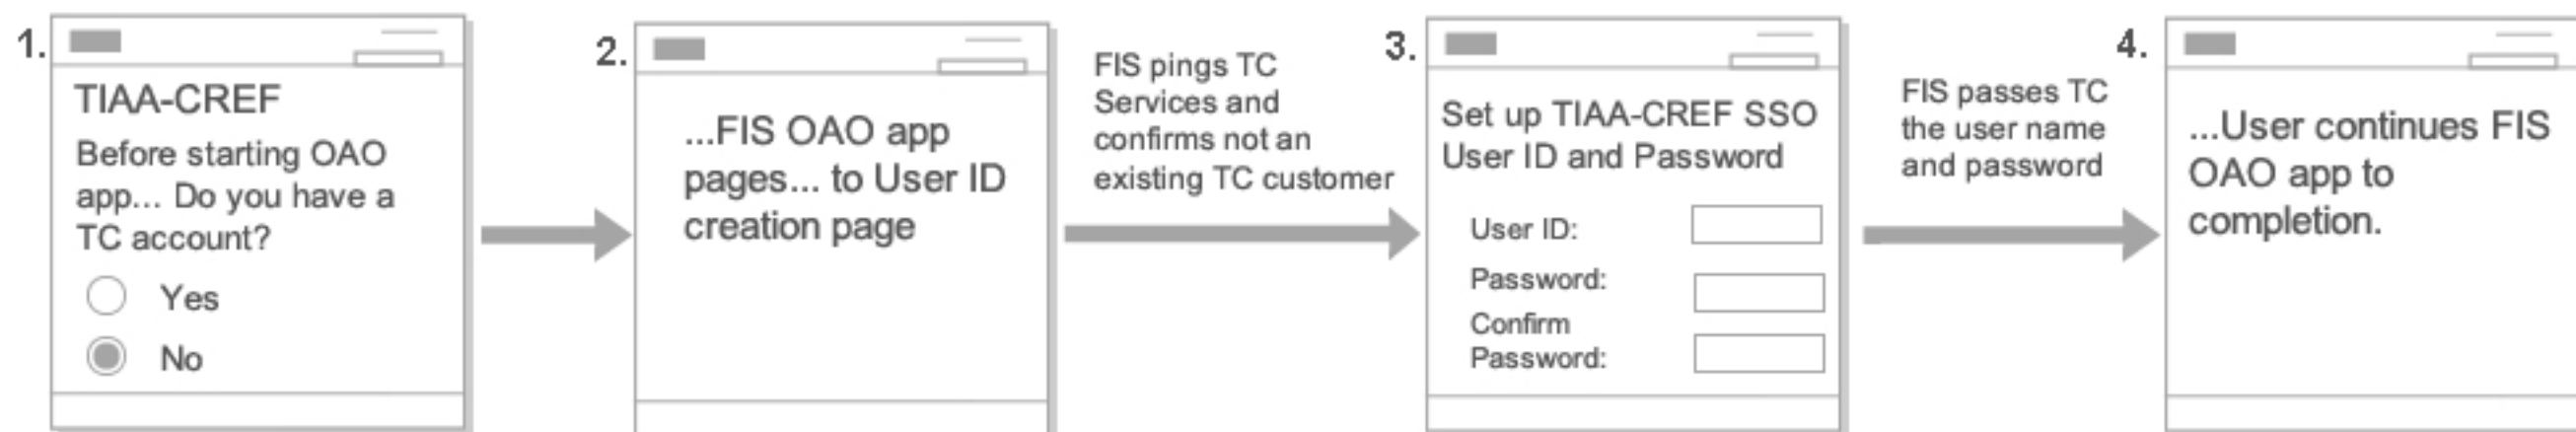 1.
TIAA-CREF
Before starting OAO
app... Do you have a
TC account?
Yes
No
2.
...FIS OAO app
pages... to User ID
creation page
FIS pings TC
Services and
confirms not an
existing TC customer
3.
Set up TIAA-CREF SSO
User ID and Password
User ID:
Password:
Confirm
Password:
FIS passes TC
the user name
and password
4.
...User continues FIS
OAO app to
completion.